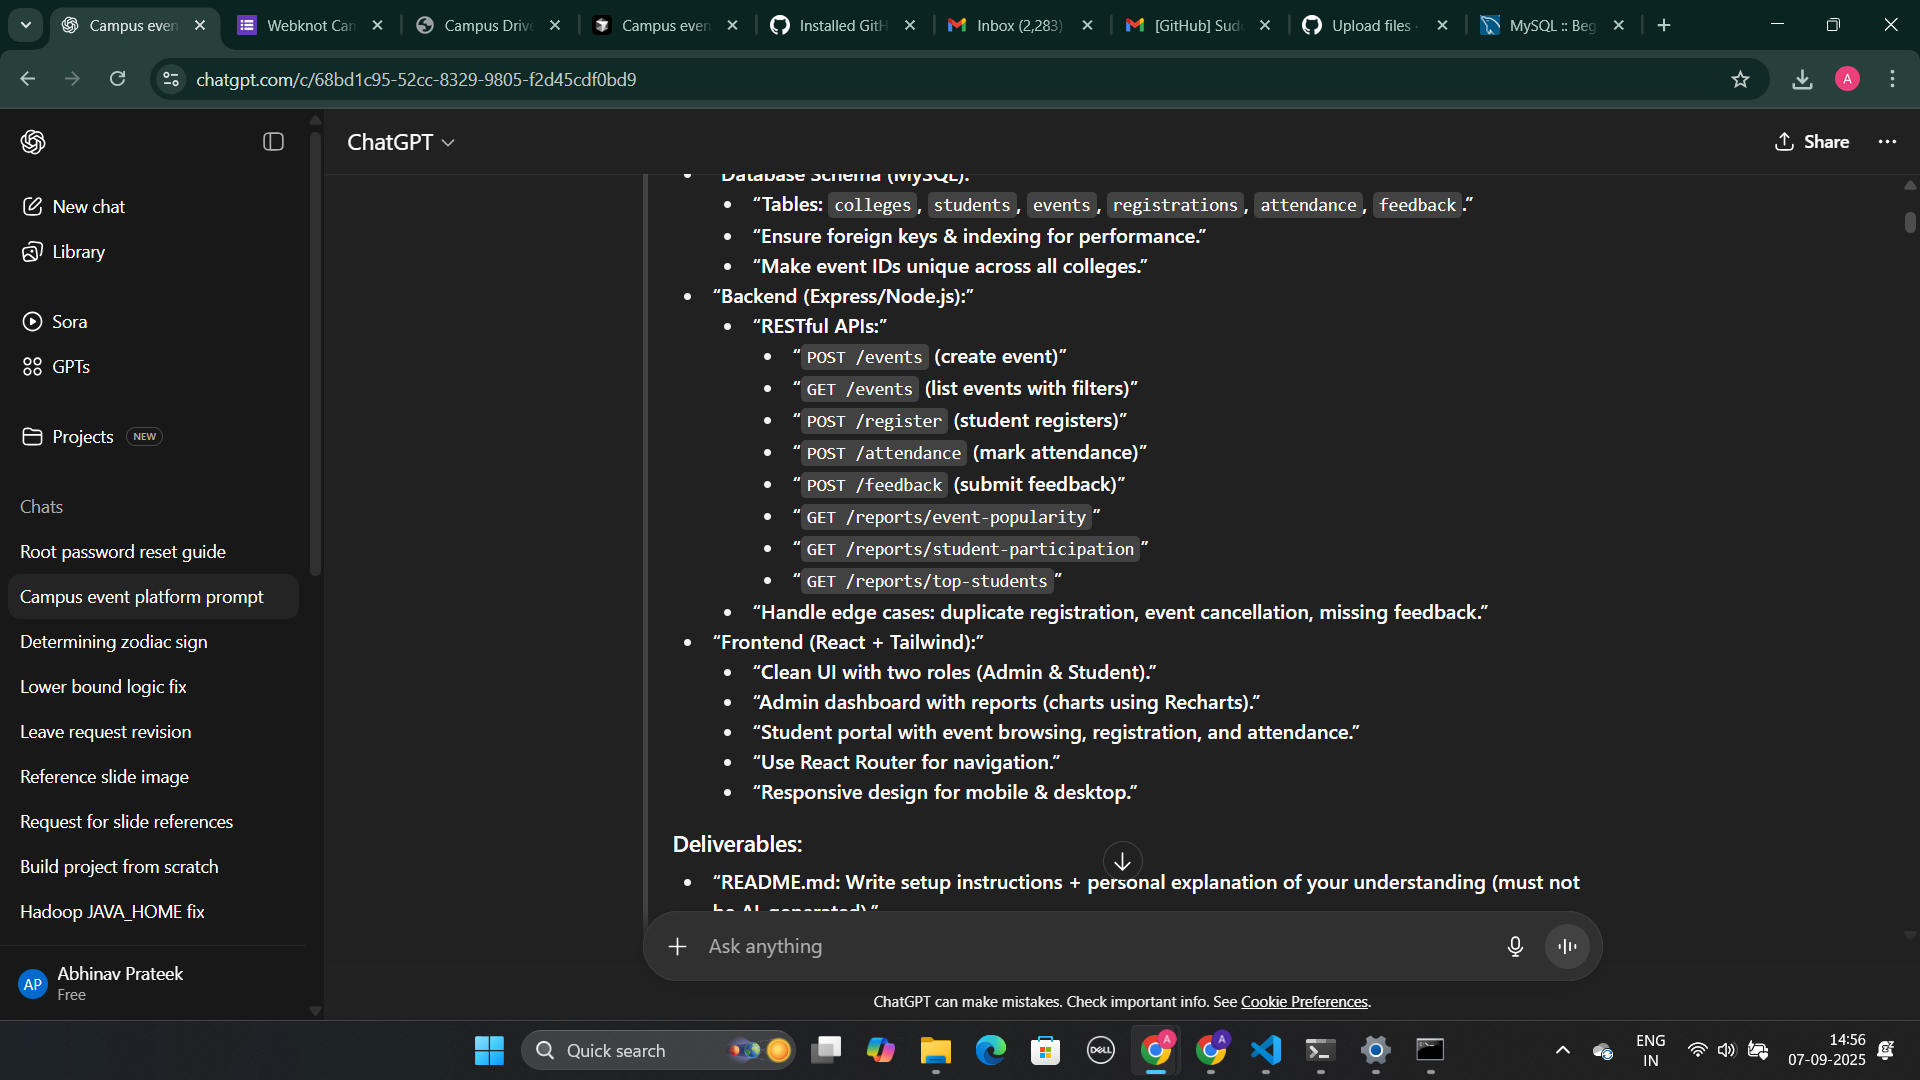 Campus even
Webknot Can
Campus Drive
Campus even
Installed GitH
Inbox (2,283)
[GitHub] Sud
Upload files ·
MySQL :: Beg
chatgpt.com/c/68bd1c95-52cc-8329-9805-f2d45cdf0bd9
A
ChatGPT
Share
New chat
Library
Sora
GPTs
Projects NEW
Chats
Root password reset guide
Campus event platform prompt
Determining zodiac sign
Lower bound logic fix
Leave request revision
Reference slide image
Request for slide references
Build project from scratch
Hadoop JAVA_HOME fix
AP
Abhinav Prateek
Free
"Database Schema (MySQL):
• “Tables: colleges, students, events, registrations, attendance, feedback.”
• “Ensure foreign keys & indexing for performance.”
• “Make event IDs unique across all colleges.”
• “Backend (Express/Node.js):”
• “RESTful APIs:”
• “POST /events (create event)”
• “GET /events (list events with filters)”
• “POST /register (student registers)”
• “POST /attendance (mark attendance)”
• “POST /feedback (submit feedback)”
• “GET /reports/event-popularity”
• “GET /reports/student-participation”
• “GET /reports/top-students”
• “Handle edge cases: duplicate registration, event cancellation, missing feedback.”
• “Frontend (React + Tailwind):”
• “Clean UI with two roles (Admin & Student).”
• “Admin dashboard with reports (charts using Recharts).”
• “Student portal with event browsing, registration, and attendance.”
• “Use React Router for navigation.”
• “Responsive design for mobile & desktop.”
Deliverables:
• “README.md: Write setup instructions + personal explanation of your understanding (must not
be AI-generated).”
Ask anything
ChatGPT can make mistakes. Check important info. See Cookie Preferences.
Quick search
DELL
A
A
ENG
IN
14:56
07-09-2025